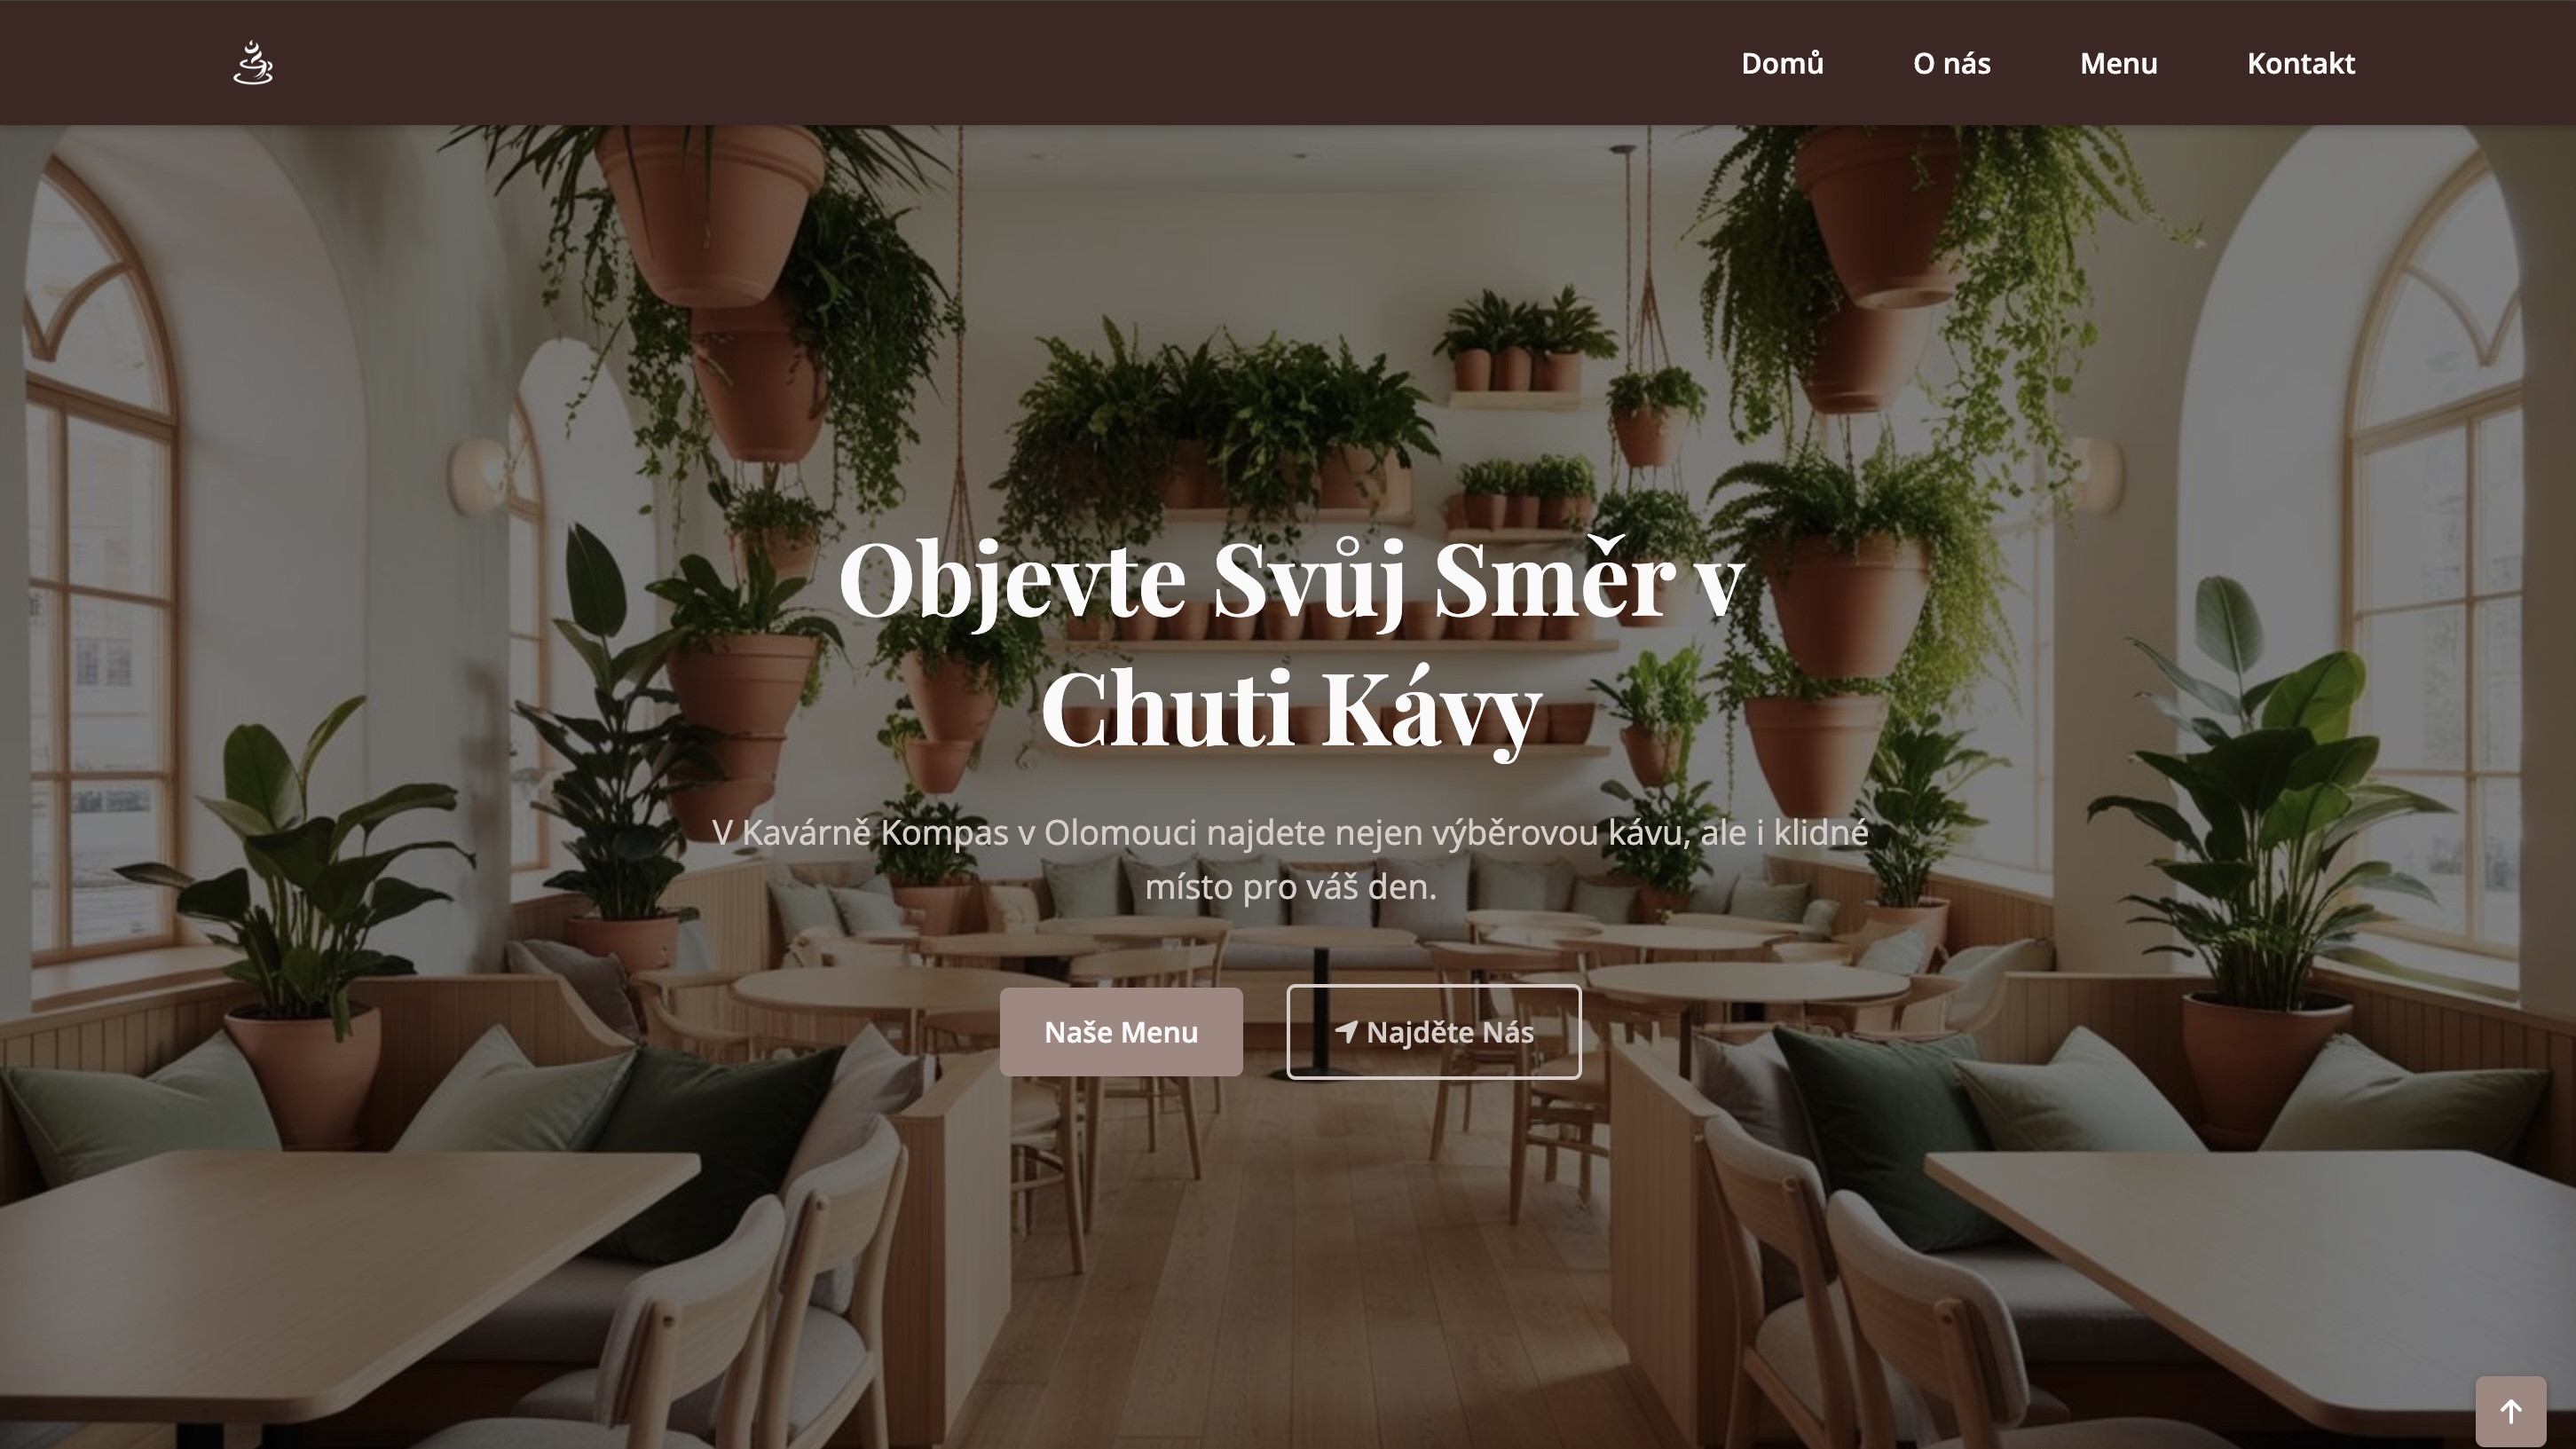 Domů
O nás
Menu
Kontakt
Objevte Svůj Směr v
Chuti Kávy
V Kavárně Kompas v Olomouci najdete nejen výběrovou kávu, ale i klidné
místo pro váš den.
Naše Menu
Najděte Nás